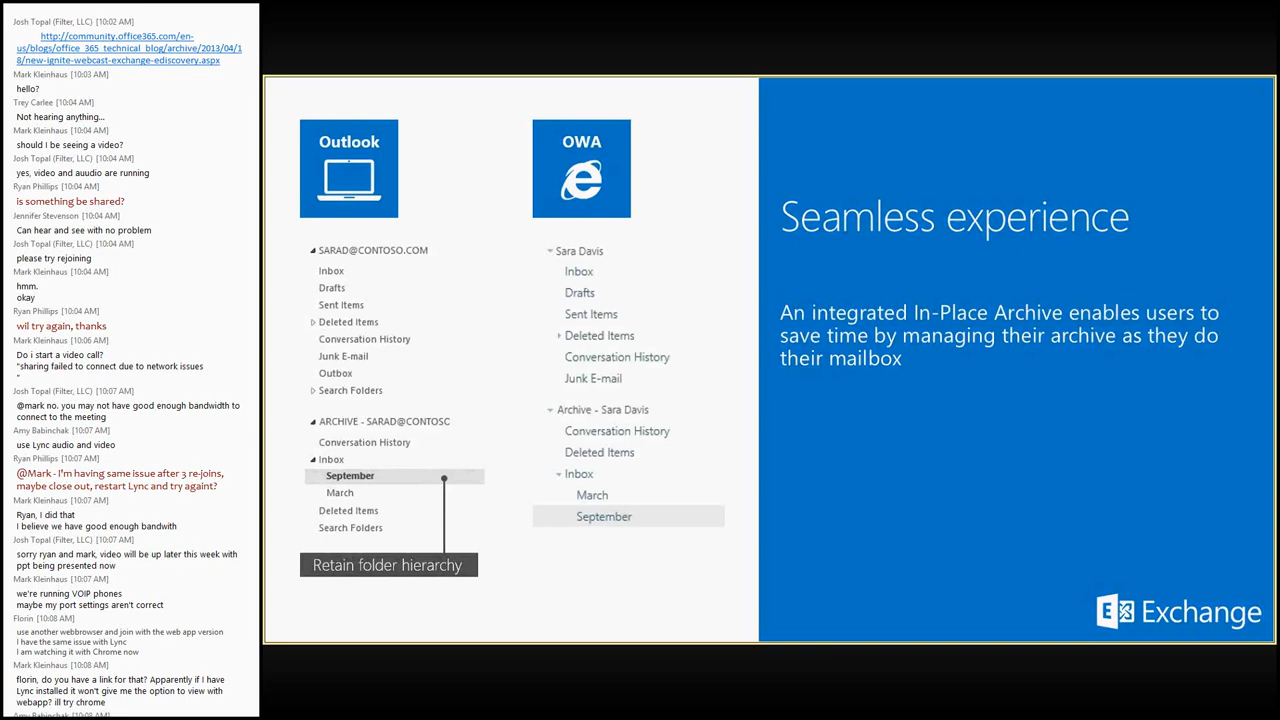 Josh Topal (Filter, LLC) [10:02 AM]
http://community.office365.com/en-
us/blogs/office_365_technical_blog/archive/2013/04/1
8/new-ignite-webcast-exchange-ediscovery.aspx
Mark Kleinhaus [10:03 AM]
hello?
Trey Carlee [10:04 AM]
Not hearing anything...
Mark Kleinhaus [10:04 AM]
should I be seeing a video?
Josh Topal (Filter, LLC) [10:04 AM]
yes, video and auudio are running
Ryan Phillips [10:04 AM]
is something be shared?
Jennifer Stevenson [10:04 AM]
Can hear and see with no problem
Josh Topal (Filter, LLC) [10:04 AM]
please try rejoining
Mark Kleinhaus [10:04 AM]
hmm.
okay
Ryan Phillips [10:04 AM]
wil try again, thanks
Mark Kleinhaus [10:06 AM]
Do i start a video call?
"sharing failed to connect due to network issues
"
Josh Topal (Filter, LLC) [10:07 AM]
@mark no. you may not have good enough bandwidth to
connect to the meeting
Amy Babinchak [10:07 AM]
use Lync audio and video
Ryan Phillips [10:07 AM]
@Mark - I'm having same issue after 3 re-joins,
maybe close out, restart Lync and try againt?
Mark Kleinhaus [10:07 AM]
Ryan, I did that
I believe we have good enough bandwith
Josh Topal (Filter, LLC) [10:07 AM]
sorry ryan and mark, video will be up later this week with
ppt being presented now
Mark Kleinhaus [10:07 AM]
we're running VOIP phones
maybe my port settings aren't correct
Florin [10:08 AM]
use another webbrowser and join with the web app version
I have the same issue with Lync
I am watching it with Chrome now
Mark Kleinhaus [10:08 AM]
florin, do you have a link for that? Apparently if I have
Lync installed it won't give me the option to view with
webapp? ill try chrome
Amy Babinchak [10:08 AM]
Outlook
SARAD@CONTOSO.COM
Inbox
Drafts
Sent Items
Deleted Items
Conversation History
Junk E-mail
Outbox
Search Folders
ARCHIVE - SARAD@CONTOSC
Conversation History
Inbox
September
March
Deleted Items
Search Folders
Retain folder hierarchy
OWA
Sara Davis
Inbox
Drafts
Sent Items
Deleted Items
Conversation History
Junk E-mail
Archive - Sara Davis
Conversation History
Deleted Items
Inbox
March
September
Seamless experience
An integrated In-Place Archive enables users to
save time by managing their archive as they do
their mailbox
Exchange